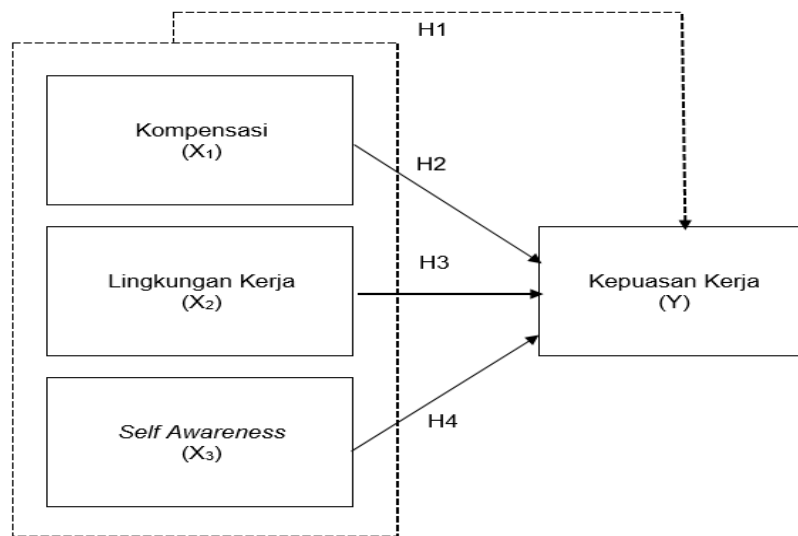 H1
Kompensasi
(X₁)
H2
Lingkungan Kerja
(X₂)
H3
Kepuasan Kerja
(Y)
Self Awareness
(X₃)
H4